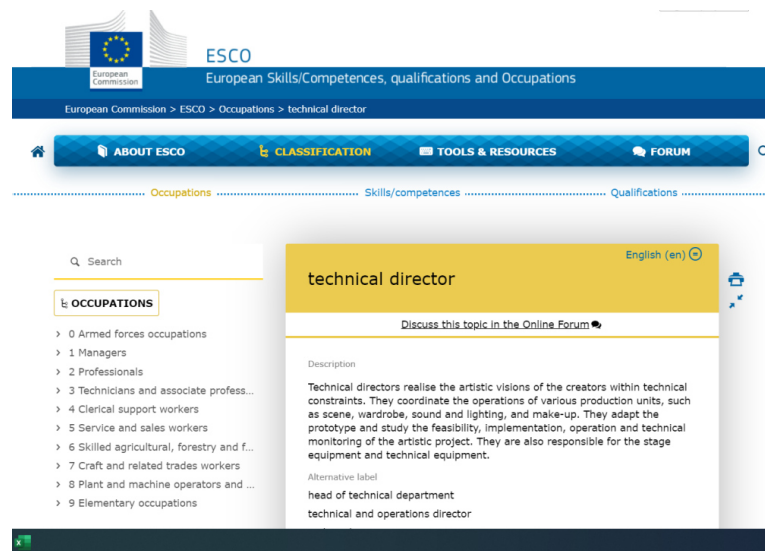 European
Commission
ESCO
European Skills/Competences, qualifications and Occupations
European Commission > ESCO > Occupations > technical director
ABOUT ESCO
CLASSIFICATION
TOOLS & RESOURCES
FORUM
Occupations
Skills/competences
Qualifications
Search
OCCUPATIONS
0 Armed forces occupations
1 Managers
2 Professionals
3 Technicians and associate profess...
4 Clerical support workers
5 Service and sales workers
6 Skilled agricultural, forestry and f...
7 Craft and related trades workers
8 Plant and machine operators and ...
9 Elementary occupations
English (en)
technical director
Discuss this topic in the Online Forum
Description
Technical directors realise the artistic visions of the creators within technical
constraints. They coordinate the operations of various production units, such
as scene, wardrobe, sound and lighting, and make-up. They adapt the
prototype and study the feasibility, implementation, operation and technical
monitoring of the artistic project. They are also responsible for the stage
equipment and technical equipment.
Alternative label
head of technical department
technical and operations director